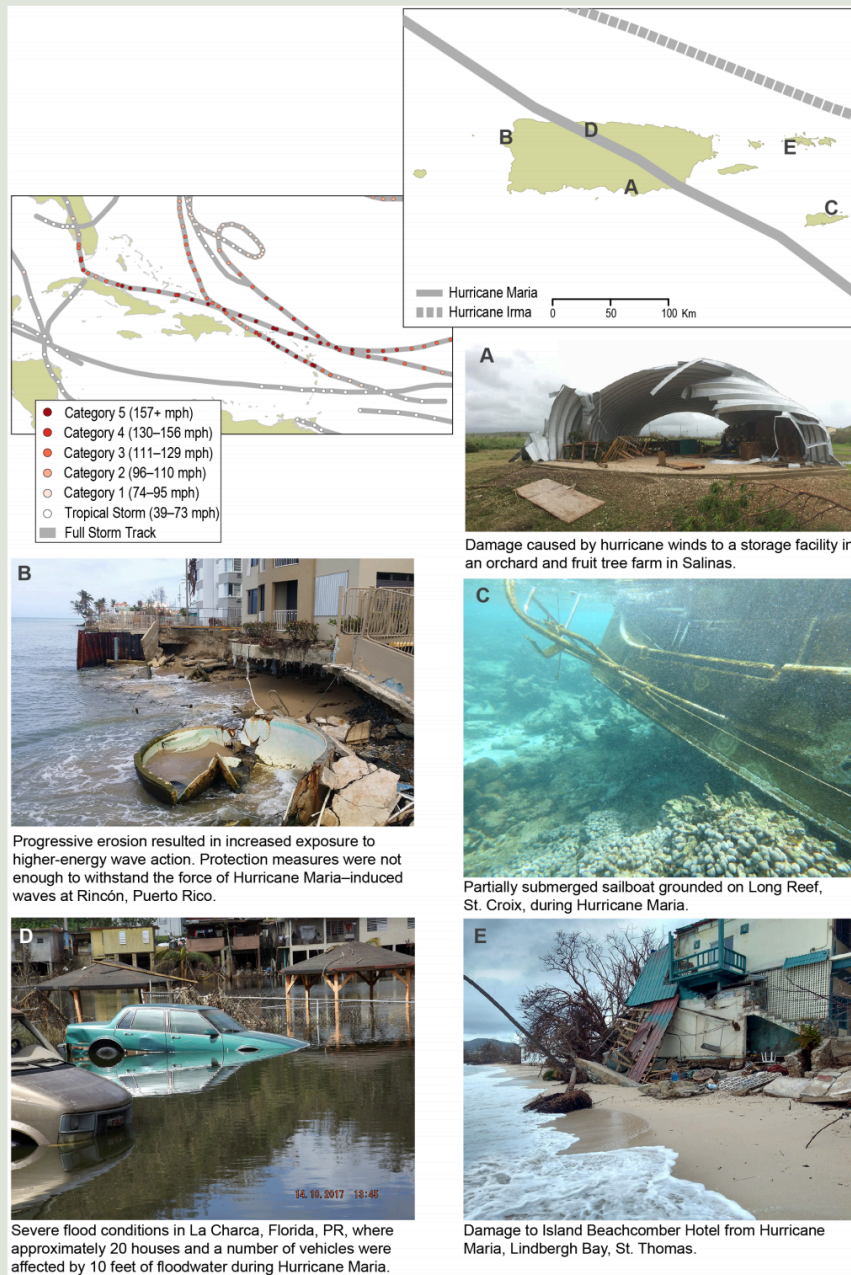 B
D
E
A
C
Hurricane Maria
Hurricane Irma
0 50 100 Km
Category 5 (157+ mph)
Category 4 (130–156 mph)
Category 3 (111–129 mph)
Category 2 (96–110 mph)
Category 1 (74–95 mph)
Tropical Storm (39–73 mph)
Full Storm Track
A
Damage caused by hurricane winds to a storage facility in
an orchard and fruit tree farm in Salinas.
B
Progressive erosion resulted in increased exposure to
higher-energy wave action. Protection measures were not
enough to withstand the force of Hurricane Maria–induced
waves at Rincón, Puerto Rico.
C
Partially submerged sailboat grounded on Long Reef,
St. Croix, during Hurricane Maria.
D
14.10.2017 13:45
Severe flood conditions in La Charca, Florida, PR, where
approximately 20 houses and a number of vehicles were
affected by 10 feet of floodwater during Hurricane Maria.
E
Damage to Island Beachcomber Hotel from Hurricane
Maria, Lindbergh Bay, St. Thomas.